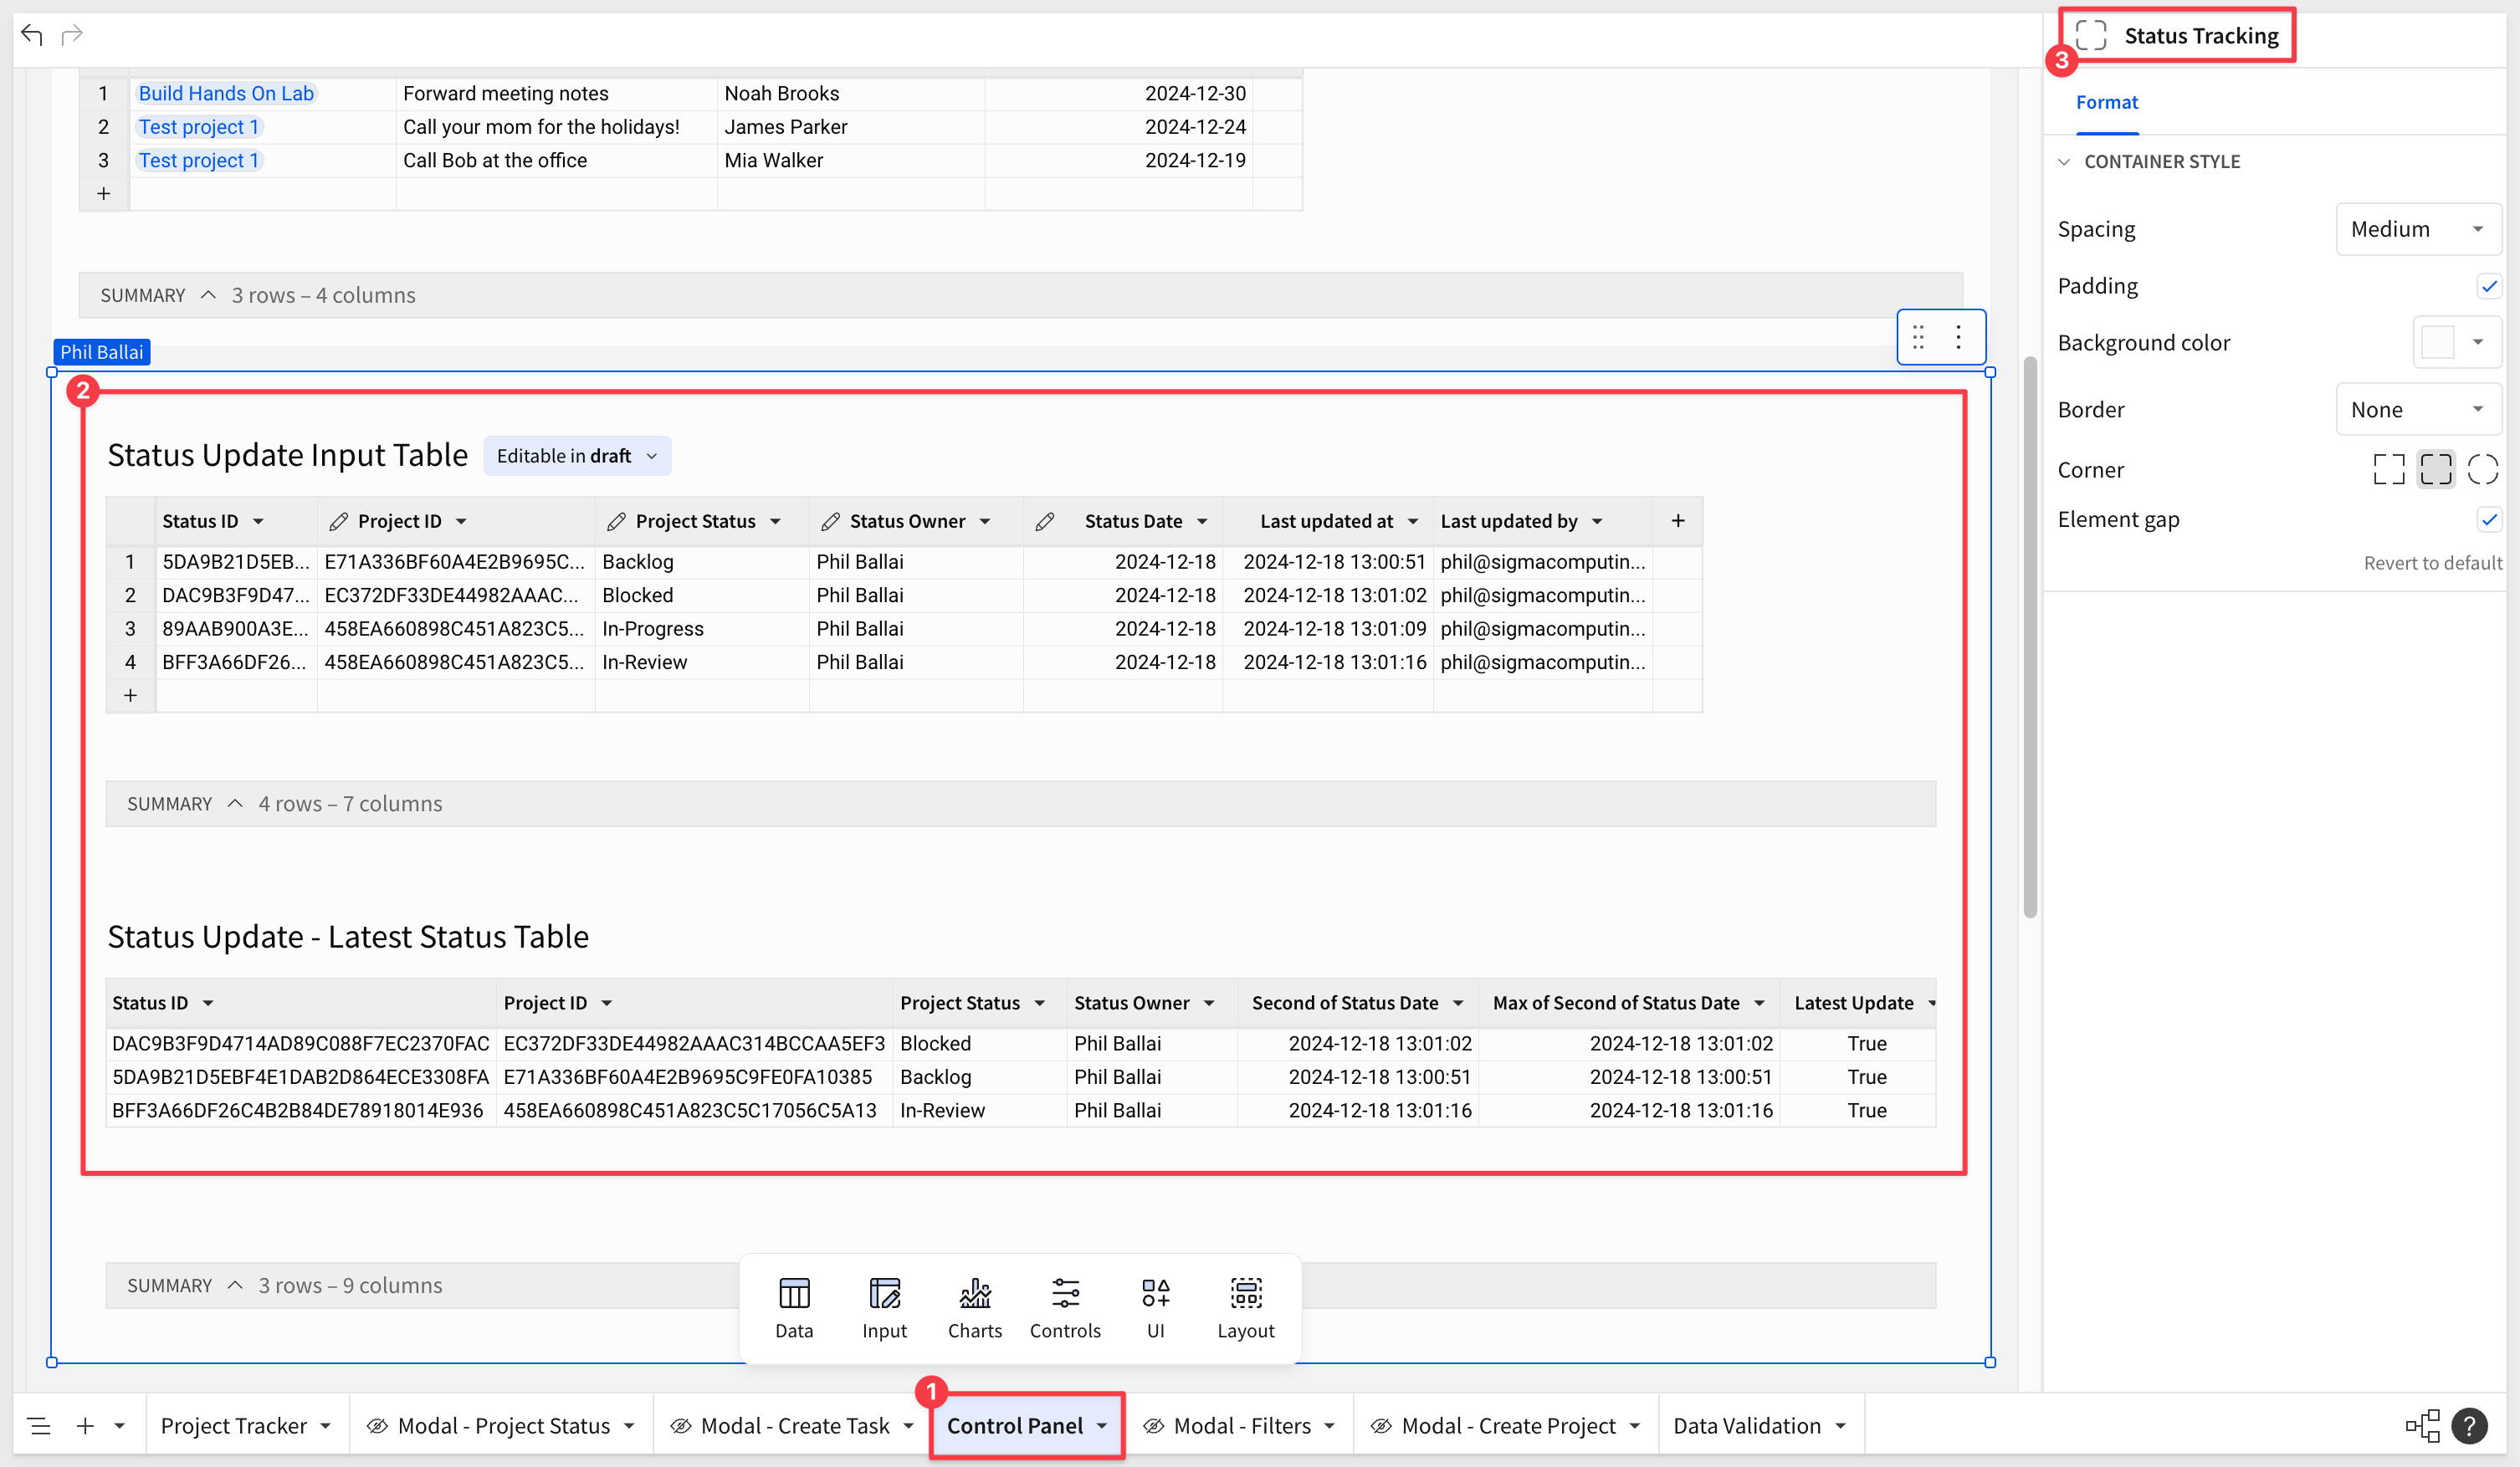 3 Status Tracking
Format
CONTAINER STYLE
Spacing Medium
Padding
Background color
Border None
Corner
Element gap
Revert to default
1 Build Hands On Lab Forward meeting notes Noah Brooks 2024-12-30
2 Test project 1 Call your mom for the holidays! James Parker 2024-12-24
3 Test project 1 Call Bob at the office Mia Walker 2024-12-19
+
SUMMARY 3 rows – 4 columns
Phil Ballai
2
Status Update Input Table Editable in draft
Status ID Project ID Project Status Status Owner Status Date Last updated at Last updated by +
1 5DA9B21D5EB... E71A336BF60A4E2B9695C... Backlog Phil Ballai 2024-12-18 2024-12-18 13:00:51 phil@sigmacomputin...
2 DAC9B3F9D47... EC372DF33DE44982AAAC... Blocked Phil Ballai 2024-12-18 2024-12-18 13:01:02 phil@sigmacomputin...
3 89AAB900A3E... 458EA660898C451A823C5... In-Progress Phil Ballai 2024-12-18 2024-12-18 13:01:09 phil@sigmacomputin...
4 BFF3A66DF26... 458EA660898C451A823C5... In-Review Phil Ballai 2024-12-18 2024-12-18 13:01:16 phil@sigmacomputin...
+
SUMMARY 4 rows – 7 columns
Status Update - Latest Status Table
Status ID Project ID Project Status Status Owner Second of Status Date Max of Second of Status Date Latest Update
DAC9B3F9D4714AD89C088F7EC2370FAC EC372DF33DE44982AAAC314BCCAA5EF3 Blocked Phil Ballai 2024-12-18 13:01:02 2024-12-18 13:01:02 True
5DA9B21D5EBF4E1DAB2D864ECE3308FA E71A336BF60A4E2B9695C9FE0FA10385 Backlog Phil Ballai 2024-12-18 13:00:51 2024-12-18 13:00:51 True
BFF3A66DF26C4B2B84DE78918014E936 458EA660898C451A823C5C17056C5A13 In-Review Phil Ballai 2024-12-18 13:01:16 2024-12-18 13:01:16 True
SUMMARY 3 rows – 9 columns
Data Input Charts Controls UI Layout
1
+ Project Tracker Modal - Project Status Modal - Create Task Control Panel Modal - Filters Modal - Create Project Data Validation ?